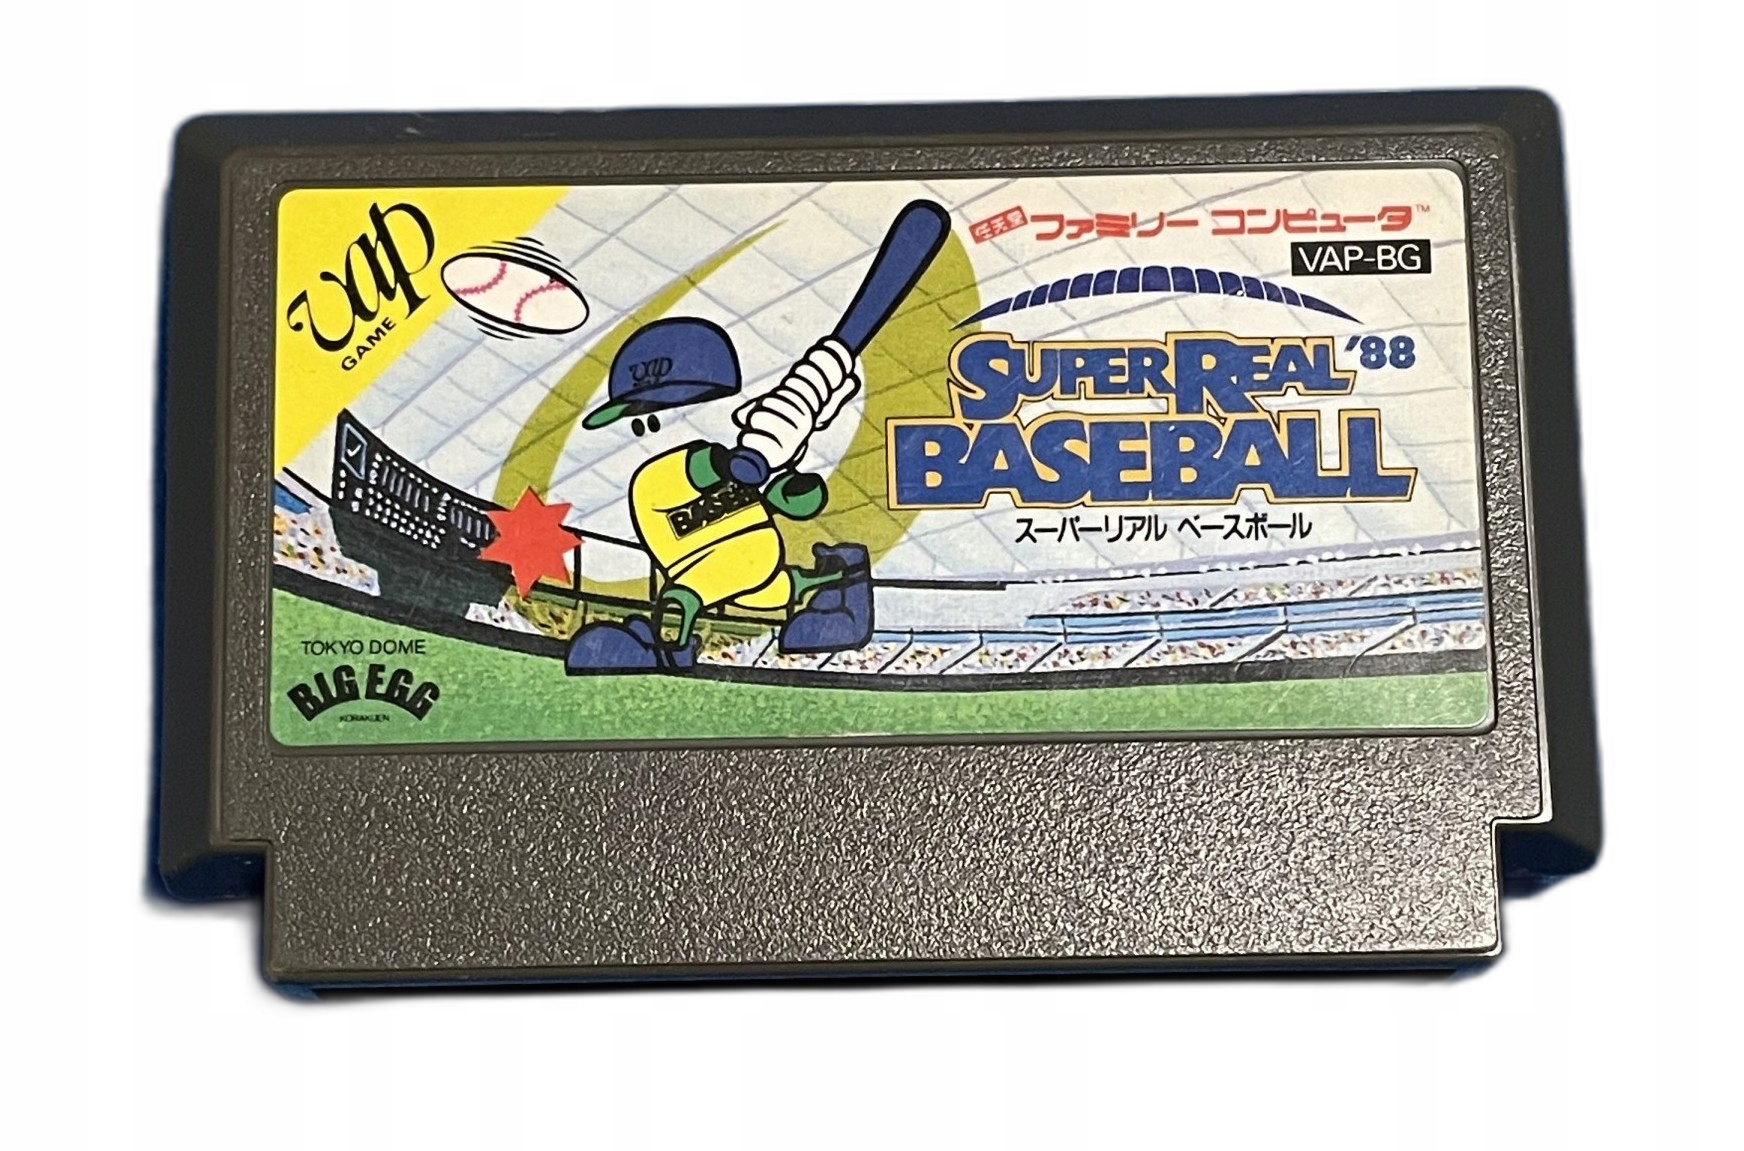 vap
GAME
任天堂 ファミリー コンピュータ™
VAP-BG
SUPER REAL '88
BASEBALL
スーパーリアル ベースボール
vap
BASE
TOKYO DOME
BIG EGG
KORAKUEN